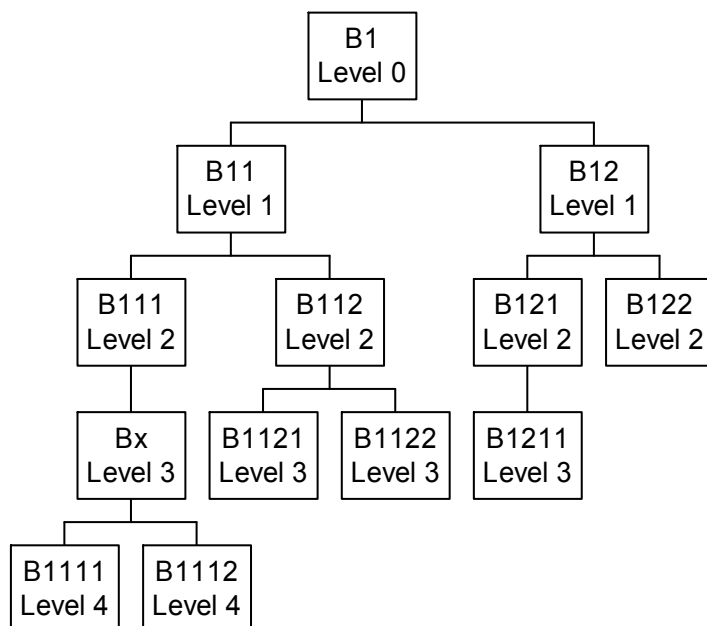 B1
Level 0
B11
Level 1
B12
Level 1
B111
Level 2
B112
Level 2
B121
Level 2
B122
Level 2
Bx
Level 3
B1121
Level 3
B1122
Level 3
B1211
Level 3
B1111
Level 4
B1112
Level 4